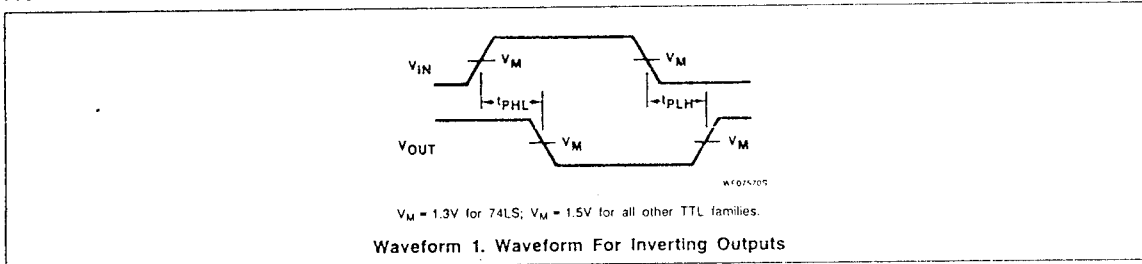 VIN
VM
VM
tPHL
tPLH
VOUT
VM
VM
WF07570S
VM = 1.3V for 74LS; VM = 1.5V for all other TTL families.
Waveform 1. Waveform For Inverting Outputs